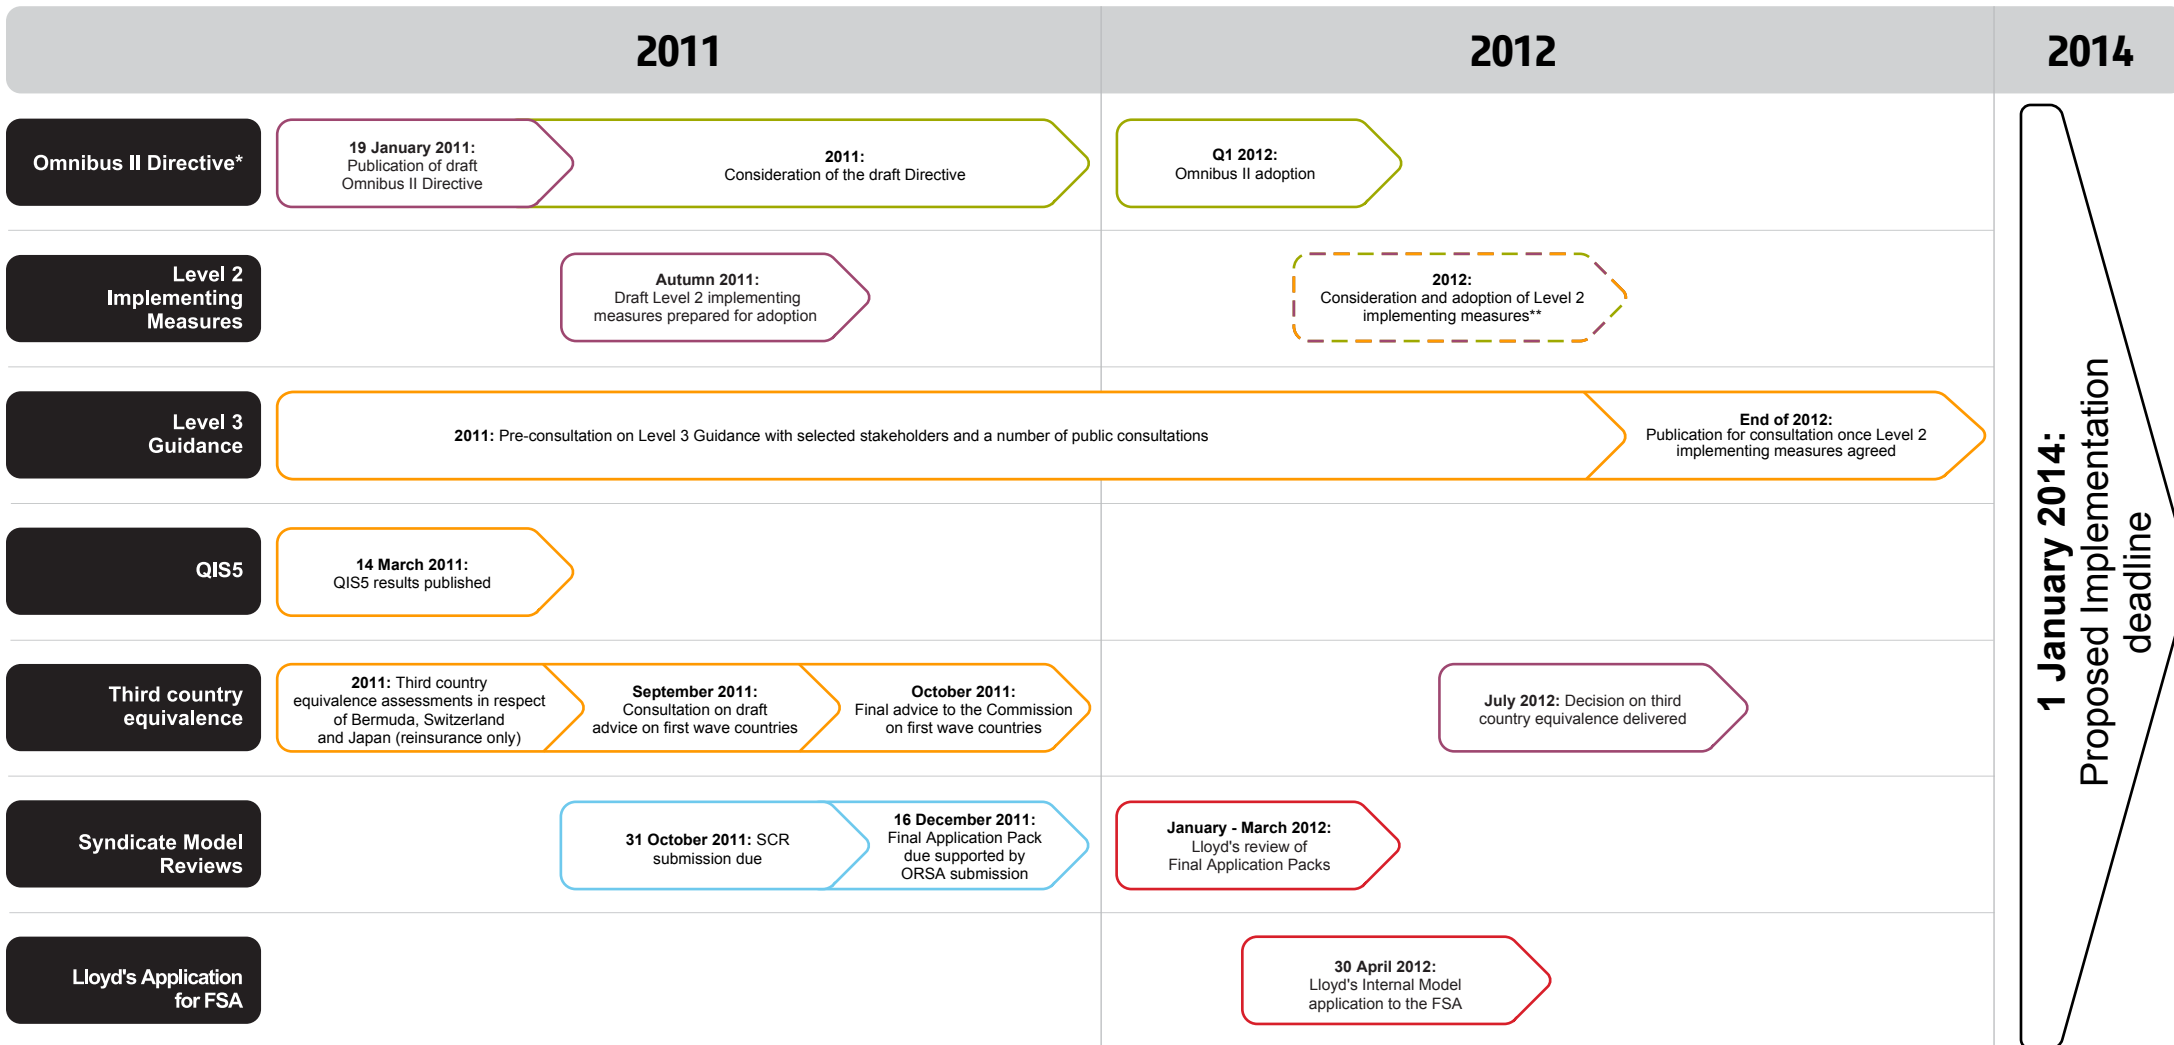 2011
2012
2014
Omnibus II Directive*
19 January 2011:
Publication of draft
Omnibus II Directive
2011:
Consideration of the draft Directive
Q1 2012:
Omnibus II adoption
Level 2
Implementing
Measures
Autumn 2011:
Draft Level 2 implementing
measures prepared for adoption
2012:
Consideration and adoption of Level 2
implementing measures**
Level 3
Guidance
2011: Pre-consultation on Level 3 Guidance with selected stakeholders and a number of public consultations
End of 2012:
Publication for consultation once Level 2
implementing measures agreed
QIS5
14 March 2011:
QIS5 results published
Third country
equivalence
2011: Third country
equivalence assessments in respect
of Bermuda, Switzerland
and Japan (reinsurance only)
September 2011:
Consultation on draft
advice on first wave countries
October 2011:
Final advice to the Commission
on first wave countries
July 2012: Decision on third
country equivalence delivered
Syndicate Model
Reviews
31 October 2011: SCR
submission due
16 December 2011:
Final Application Pack
due supported by
ORSA submission
January - March 2012:
Lloyd's review of
Final Application Packs
Lloyd's Application
for FSA
30 April 2012:
Lloyd's Internal Model
application to the FSA
1 January 2014:
Proposed Implementation
deadline